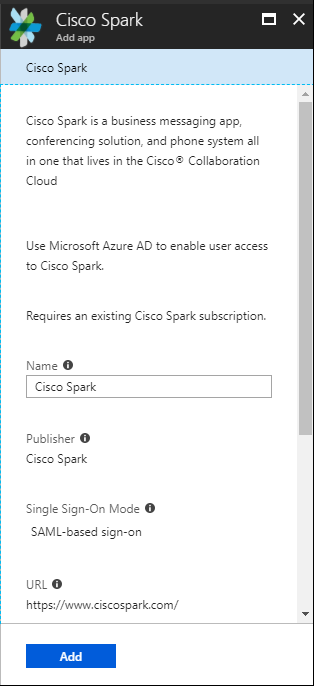 Cisco Spark
Add app
Cisco Spark
Cisco Spark is a business messaging app,
conferencing solution, and phone system all
in one that lives in the Cisco® Collaboration
Cloud
Use Microsoft Azure AD to enable user access
to Cisco Spark.
Requires an existing Cisco Spark subscription.
Name
Cisco Spark
Publisher
Cisco Spark
Single Sign-On Mode
SAML-based sign-on
URL
https://www.ciscospark.com/
Add